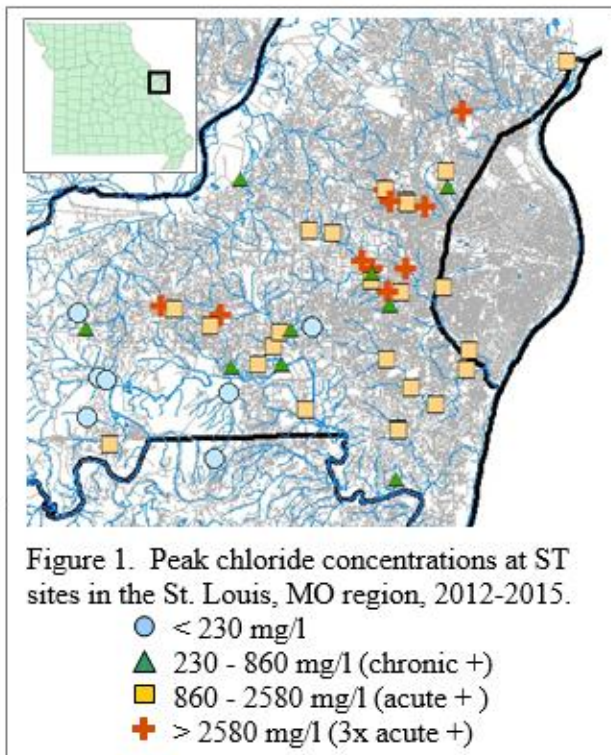 Figure 1.  Peak chloride concentrations at ST
sites in the St. Louis, MO region, 2012-2015.
< 230 mg/l
230 - 860 mg/l (chronic +)
860 - 2580 mg/l (acute + )
> 2580 mg/l (3x acute +)